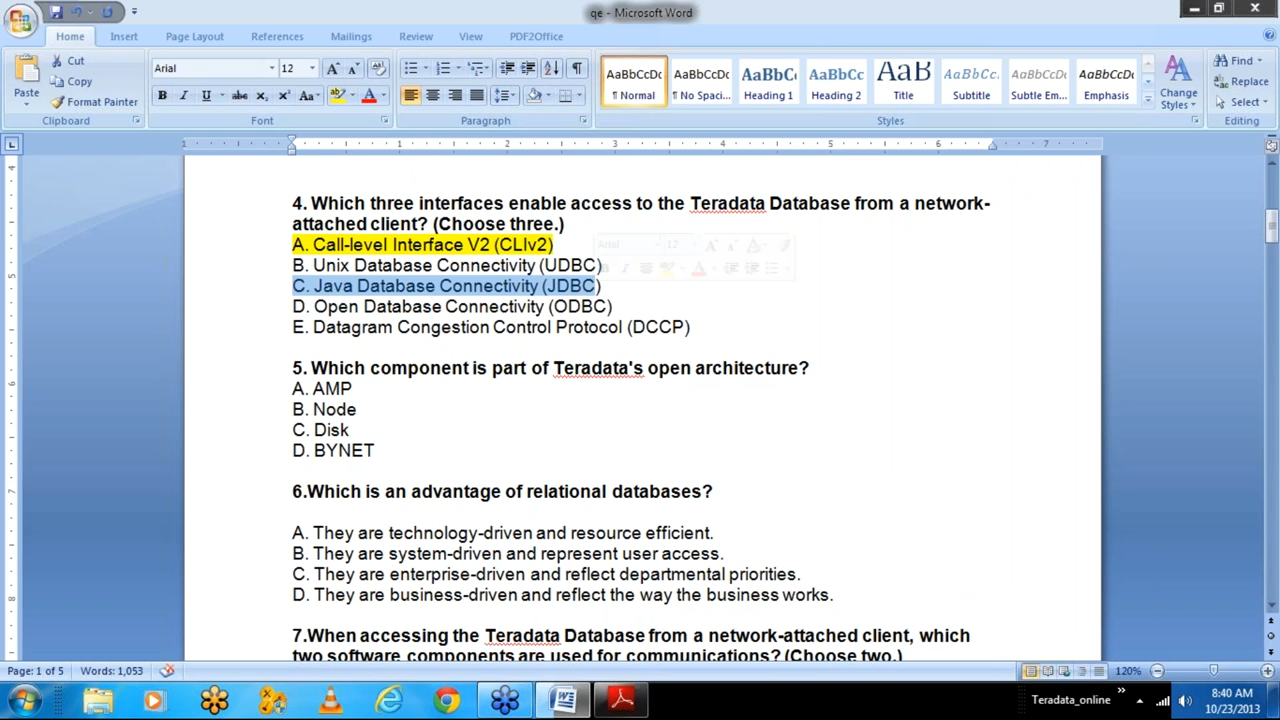 qe - Microsoft Word
Home Insert Page Layout References Mailings Review View PDF2Office
Paste
Cut
Copy
Format Painter
Clipboard
Arial 12
Font
Paragraph
AaBbCcDc AaBbCcDc AaBbC AaBbCc AaB AaBbCcL AaBbCcDc AaBbCcDc
¶ Normal ¶ No Spaci... Heading 1 Heading 2 Title Subtitle Subtle Em... Emphasis
Change Styles
Styles
Find
Replace
Select
Editing
4. Which three interfaces enable access to the Teradata Database from a network-
attached client? (Choose three.)
A. Call-level Interface V2 (CLIv2)
B. Unix Database Connectivity (UDBC)
C. Java Database Connectivity (JDBC)
D. Open Database Connectivity (ODBC)
E. Datagram Congestion Control Protocol (DCCP)
5. Which component is part of Teradata's open architecture?
A. AMP
B. Node
C. Disk
D. BYNET
6.Which is an advantage of relational databases?
A. They are technology-driven and resource efficient.
B. They are system-driven and represent user access.
C. They are enterprise-driven and reflect departmental priorities.
D. They are business-driven and reflect the way the business works.
7.When accessing the Teradata Database from a network-attached client, which
two software components are used for communications? (Choose two.)
Page: 1 of 5 Words: 1,053 120%
Teradata_online
8:40 AM
10/23/2013